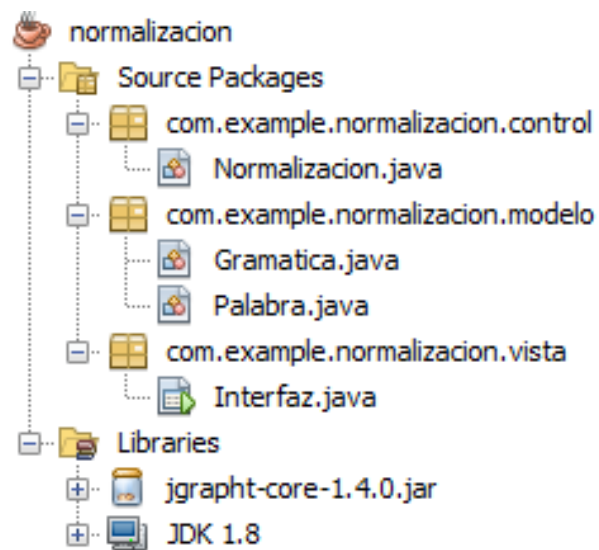 normalizacion
Source Packages
com.example.normalizacion.control
Normalizacion.java
com.example.normalizacion.modelo
Gramatica.java
Palabra.java
com.example.normalizacion.vista
Interfaz.java
Libraries
jgrapht-core-1.4.0.jar
JDK 1.8